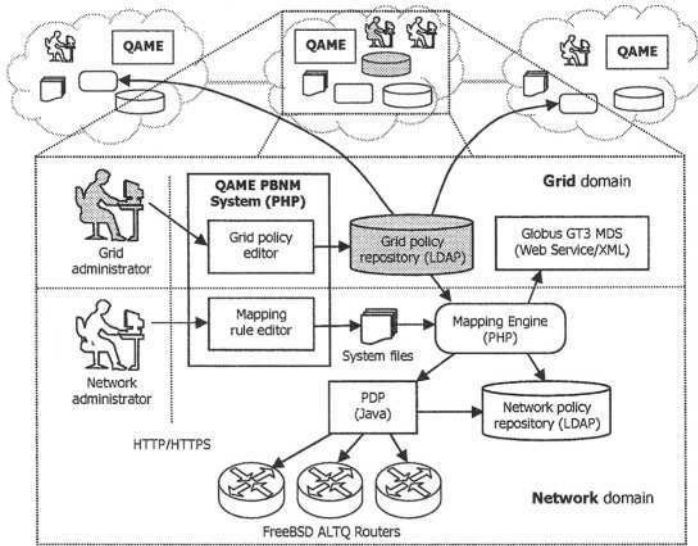 QAME
QAME
QAME
QAME PBNM
System (PHP)
Grid domain
Grid policy
editor
Grid policy
repository (LDAP)
Globus GT3 MDS
(Web Service/XML)
Grid
administrator
Mapping
rule editor
System files
Mapping Engine
(PHP)
Network
administrator
PDP
(Java)
Network policy
repository (LDAP)
HTTP/HTTPS
FreeBSD ALTQ Routers
Network domain